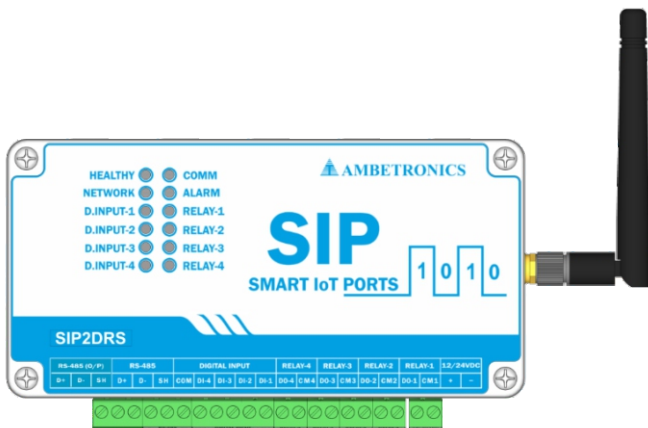 AMBETRONICS
HEALTHY COMM
NETWORK ALARM
D.INPUT-1 RELAY-1
D.INPUT-2 RELAY-2
D.INPUT-3 RELAY-3
D.INPUT-4 RELAY-4
SIP
SMART IoT PORTS
1 0 1 0
SIP2DRS
RS-485 (O/P) RS-485 DIGITAL INPUT RELAY-4 RELAY-3 RELAY-2 RELAY-1 12/24VDC
D+ D- SH D+ D- SH COM DI-4 DI-3 DI-2 DI-1 DO-4 CM4 DO-3 CM3 DO-2 CM2 DO-1 CM1 + -